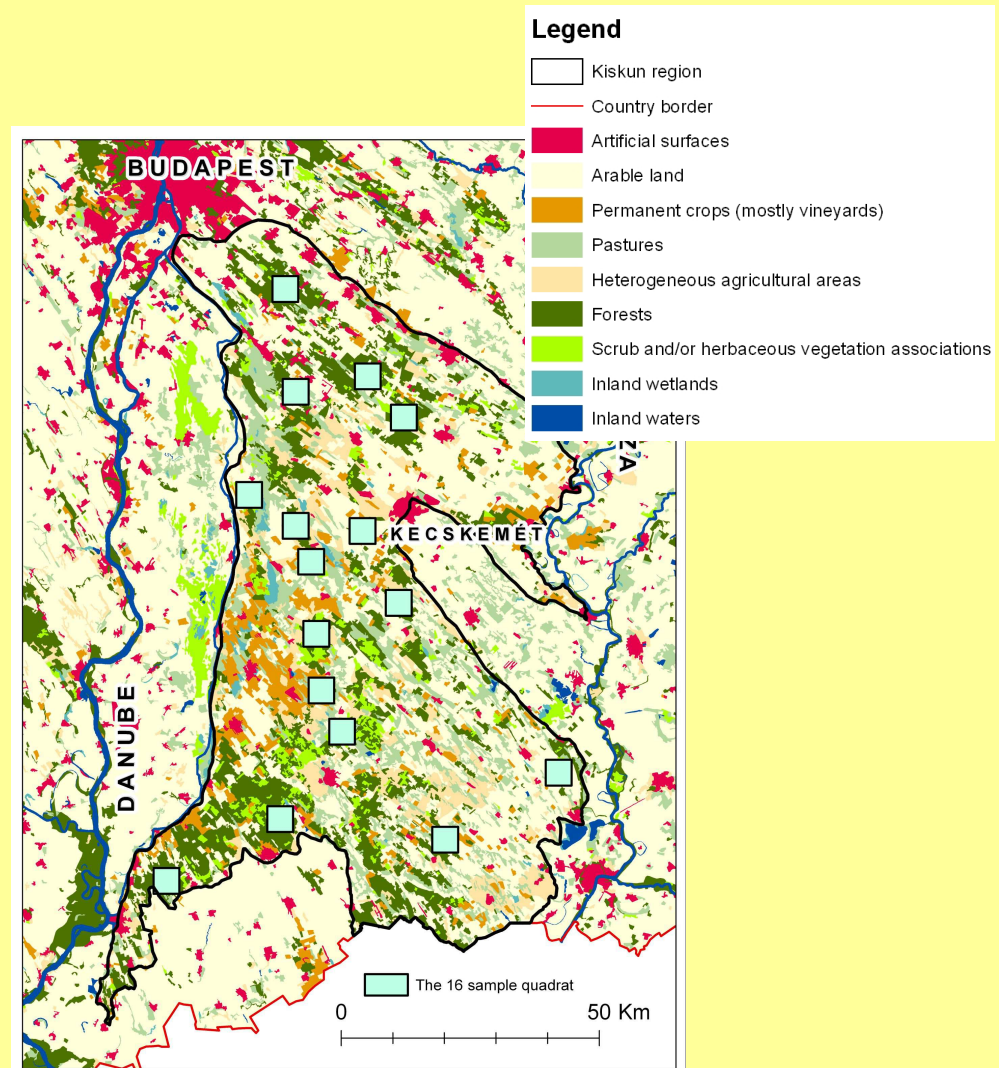 Legend
Kiskun region
Country border
Artificial surfaces
Arable land
Permanent crops (mostly vineyards)
Pastures
Heterogeneous agricultural areas
Forests
Scrub and/or herbaceous vegetation associations
Inland wetlands
Inland waters
BUDAPEST
ZA
KECSKEMÉT
DANUBE
The 16 sample quadrat
0 50 Km